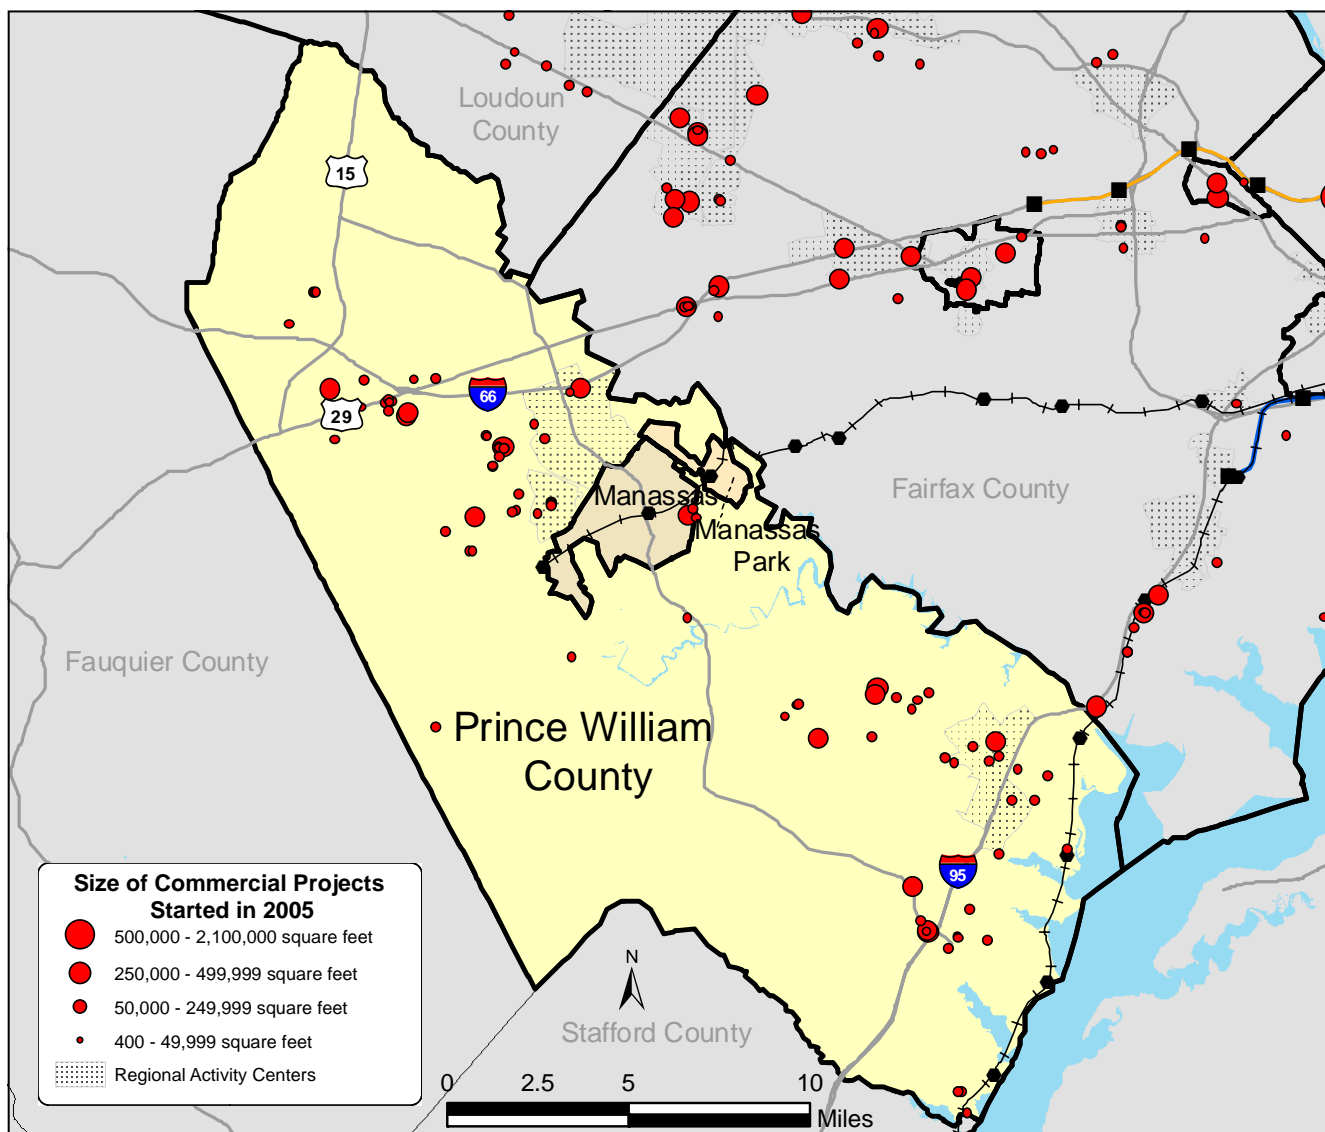 Loudoun
County
15
66
29
Manassas
Fairfax County
Manassas
Park
Fauquier County
Prince William
County
95
Size of Commercial Projects
Started in 2005
500,000 - 2,100,000 square feet
250,000 - 499,999 square feet
50,000 - 249,999 square feet
400 - 49,999 square feet
Regional Activity Centers
N
Stafford County
0 2.5 5 10
Miles